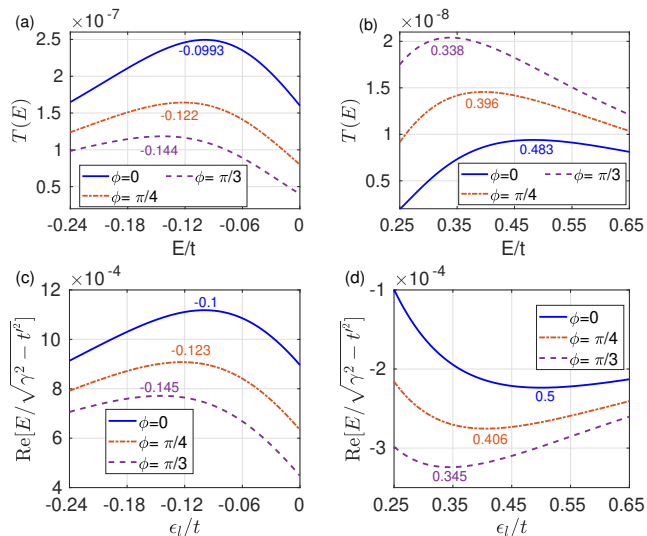 (a)
×10⁻⁷
2.5
2
1.5
1
0.5
T(E)
-0.0993
-0.122
-0.144
ϕ=0
ϕ= π/4
ϕ= π/3
-0.24 -0.18 -0.12 -0.06 0
E/t
(b)
×10⁻⁸
2
1.5
1
0.5
T(E)
0.338
0.396
0.483
ϕ=0
ϕ= π/4
ϕ= π/3
0.25 0.35 0.45 0.55 0.65
E/t
(c)
×10⁻⁴
12
10
8
6
4
Re[E/√γ² − t′²]
-0.1
-0.123
-0.145
ϕ=0
ϕ= π/4
ϕ= π/3
-0.24 -0.18 -0.12 -0.06 0
ϵₗ/t
(d)
×10⁻⁴
-1
-2
-3
Re[E/√γ² − t′²]
ϕ=0
ϕ= π/4
ϕ= π/3
0.5
0.406
0.345
0.25 0.35 0.45 0.55 0.65
ϵₗ/t